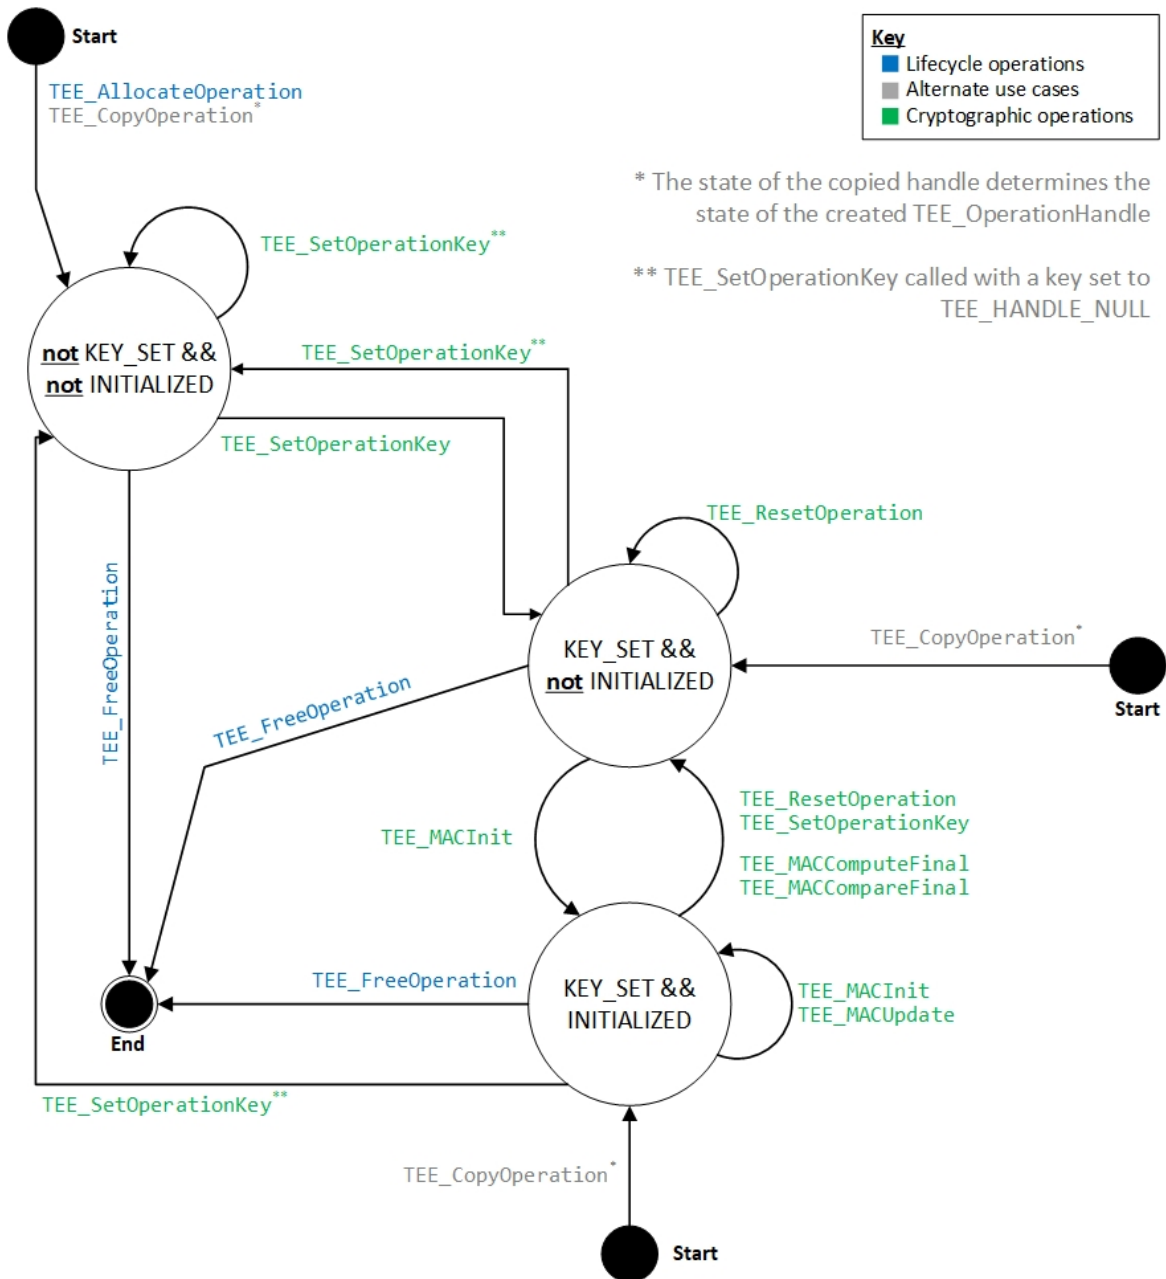 Start
Key
Lifecycle operations
Alternate use cases
Cryptographic operations
TEE_AllocateOperation
TEE_CopyOperation*
* The state of the copied handle determines the
state of the created TEE_OperationHandle
** TEE_SetOperationKey called with a key set to
TEE_HANDLE_NULL
TEE_SetOperationKey**
not KEY_SET &&
not INITIALIZED
TEE_SetOperationKey**
TEE_SetOperationKey
TEE_ResetOperation
TEE_FreeOperation
KEY_SET &&
not INITIALIZED
TEE_CopyOperation*
Start
TEE_FreeOperation
TEE_MACInit
TEE_ResetOperation
TEE_SetOperationKey
TEE_MACComputeFinal
TEE_MACCompareFinal
TEE_FreeOperation
KEY_SET &&
INITIALIZED
TEE_MACInit
TEE_MACUpdate
End
TEE_SetOperationKey**
TEE_CopyOperation*
Start